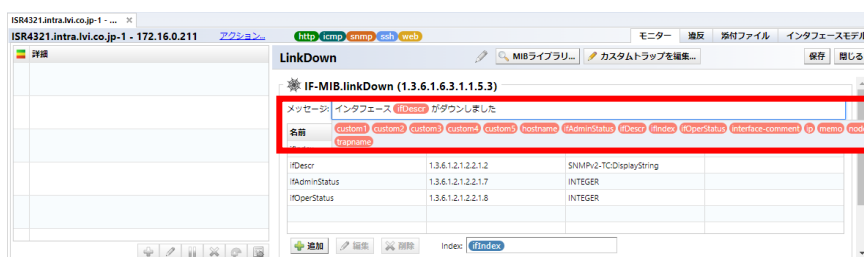 ISR4321.intra.lvi.co.jp-1 - ... ×
ISR4321.intra.lvi.co.jp-1 - 172.16.0.211 アクション... http icmp snmp ssh web モニター 違反 添付ファイル インタフェースモデル
詳細
LinkDown MIBライブラリ... カスタムトラップを編集... 保存 閉じる
IF-MIB.linkDown (1.3.6.1.6.3.1.1.5.3)
メッセージ: インタフェース ifDescr がダウンしました
名前 custom1 custom2 custom3 custom4 custom5 hostname ifAdminStatus ifDescr ifIndex ifOperStatus interface-comment ip memo node
trapname
ifDescr 1.3.6.1.2.1.2.2.1.2 SNMPv2-TC:DisplayString
ifAdminStatus 1.3.6.1.2.1.2.2.1.7 INTEGER
ifOperStatus 1.3.6.1.2.1.2.2.1.8 INTEGER
追加 編集 削除 Index: ifIndex